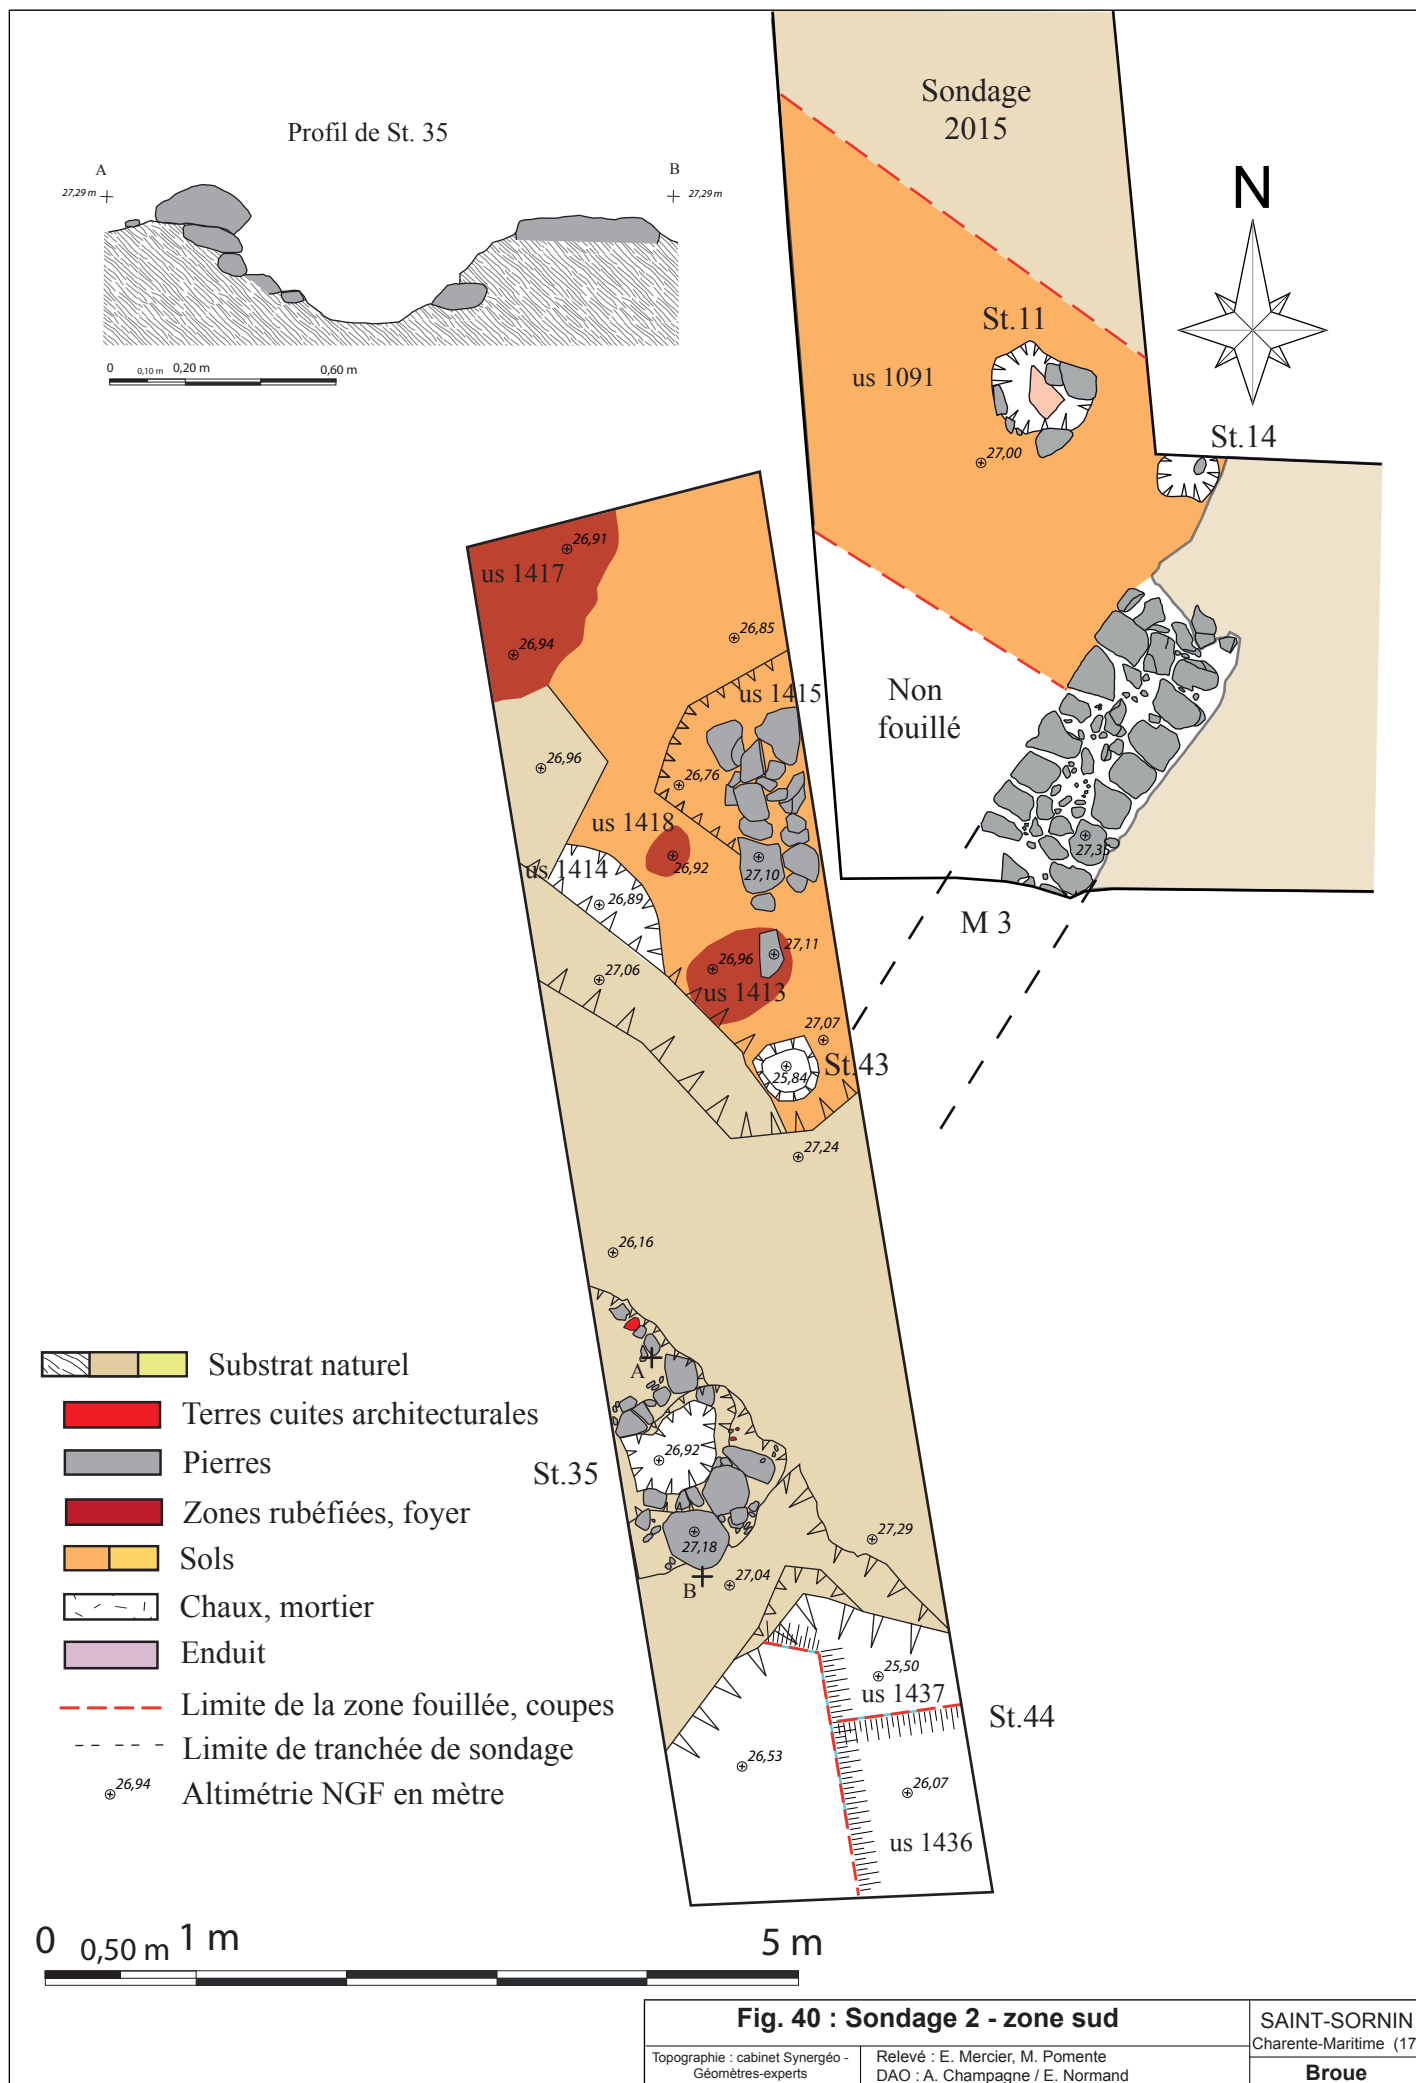 Profil de St. 35
A
27,29 m
B
27,29 m
0
0,10 m
0,20 m
0,60 m
Sondage
2015
N
St.11
us 1091
27,00
St.14
Non
fouillé
27,35
M 3
26,91
us 1417
26,94
26,85
us 1415
26,96
26,76
us 1418
26,92
27,10
us 1414
26,89
27,11
26,96
us 1413
27,06
27,07
St.43
25,84
27,24
26,16
A
26,92
St.35
27,18
B
27,04
27,29
25,50
us 1437
St.44
26,53
26,07
us 1436
Substrat naturel
Terres cuites architecturales
Pierres
Zones rubéfiées, foyer
Sols
Chaux, mortier
Enduit
Limite de la zone fouillée, coupes
Limite de tranchée de sondage
26,94
Altimétrie NGF en mètre
0
0,50 m
1 m
5 m
Fig. 40 : Sondage 2 - zone sud
Topographie : cabinet Synergéo -
Géomètres-experts
Relevé : E. Mercier, M. Pomente
DAO : A. Champagne / E. Normand
SAINT-SORNIN
Charente-Maritime (17
Broue